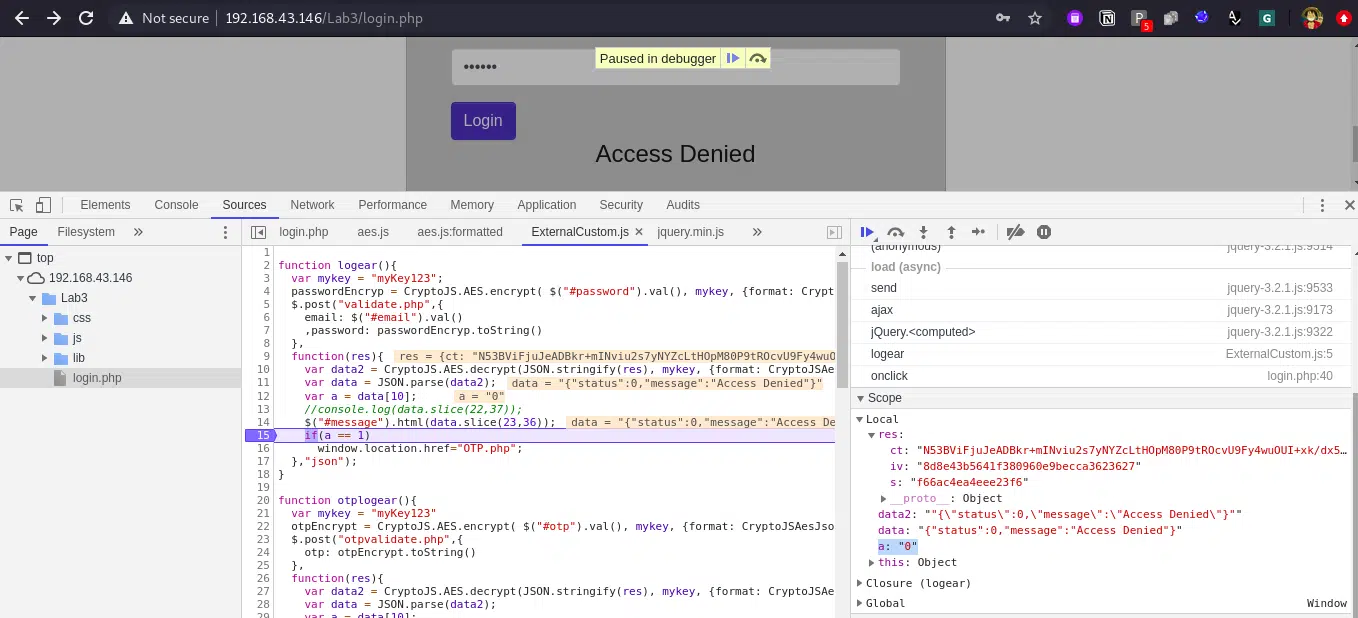 Not secure 192.168.43.146/Lab3/login.php
P 5 G
••••••
Paused in debugger
Login
Access Denied
Elements Console Sources Network Performance Memory Application Security Audits
Page Filesystem » login.php aes.js aes.js:formatted ExternalCustom.js × jquery.min.js »
top
192.168.43.146
Lab3
css
js
lib
login.php
1
2 function logear(){
3 var mykey = "myKey123";
4 passwordEncryp = CryptoJS.AES.encrypt( $("#password").val(), mykey, {format: Crypt
5 $.post("validate.php",{
6 email: $("#email").val()
7 ,password: passwordEncryp.toString()
8 },
9 function(res){ res = {ct: "N53BViFjuJeADBkr+mINviu2s7yNYZcLtHOpM80P9tROcvU9Fy4wuO
10 var data2 = CryptoJS.AES.decrypt(JSON.stringify(res), mykey, {format: CryptoJSAes
11 var data = JSON.parse(data2); data = "{"status":0,"message":"Access Denied"}"
12 var a = data[10]; a = "0"
13 //console.log(data.slice(22,37));
14 $("#message").html(data.slice(23,36)); data = "{"status":0,"message":"Access De
15 if(a == 1)
16 window.location.href="OTP.php";
17 },"json");
18 }
19
20 function otplogear(){
21 var mykey = "myKey123"
22 otpEncrypt = CryptoJS.AES.encrypt( $("#otp").val(), mykey, {format: CryptoJSAesJso
23 $.post("otpvalidate.php",{
24 otp: otpEncrypt.toString()
25 },
26 function(res){
27 var data2 = CryptoJS.AES.decrypt(JSON.stringify(res), mykey, {format: CryptoJSAe
28 var data = JSON.parse(data2);
29 var a = data[10];
(anonymous) jquery-3.2.1.js:9514
load (async)
send jquery-3.2.1.js:9533
ajax jquery-3.2.1.js:9173
jQuery.<computed> jquery-3.2.1.js:9322
logear ExternalCustom.js:5
onclick login.php:40
Scope
Local
res:
ct: "N53BViFjuJeADBkr+mINviu2s7yNYZcLtHOpM80P9tROcvU9Fy4wuOUI+xk/dx5…
iv: "8d8e43b5641f380960e9becca3623627"
s: "f66ac4ea4eee23f6"
__proto__: Object
data2: ""{\"status\":0,\"message\":\"Access Denied\"}""
data: "{"status":0,"message":"Access Denied"}"
a: "0"
this: Object
Closure (logear)
Global Window